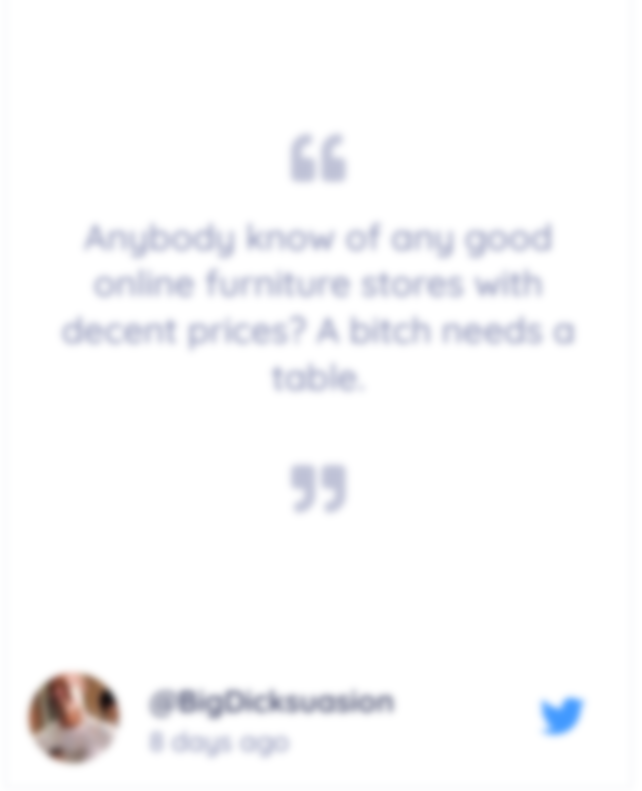 “
Anybody know of any good
online furniture stores with
decent prices? A bitch needs a
table.
”
@BigDicksuasion
8 days ago